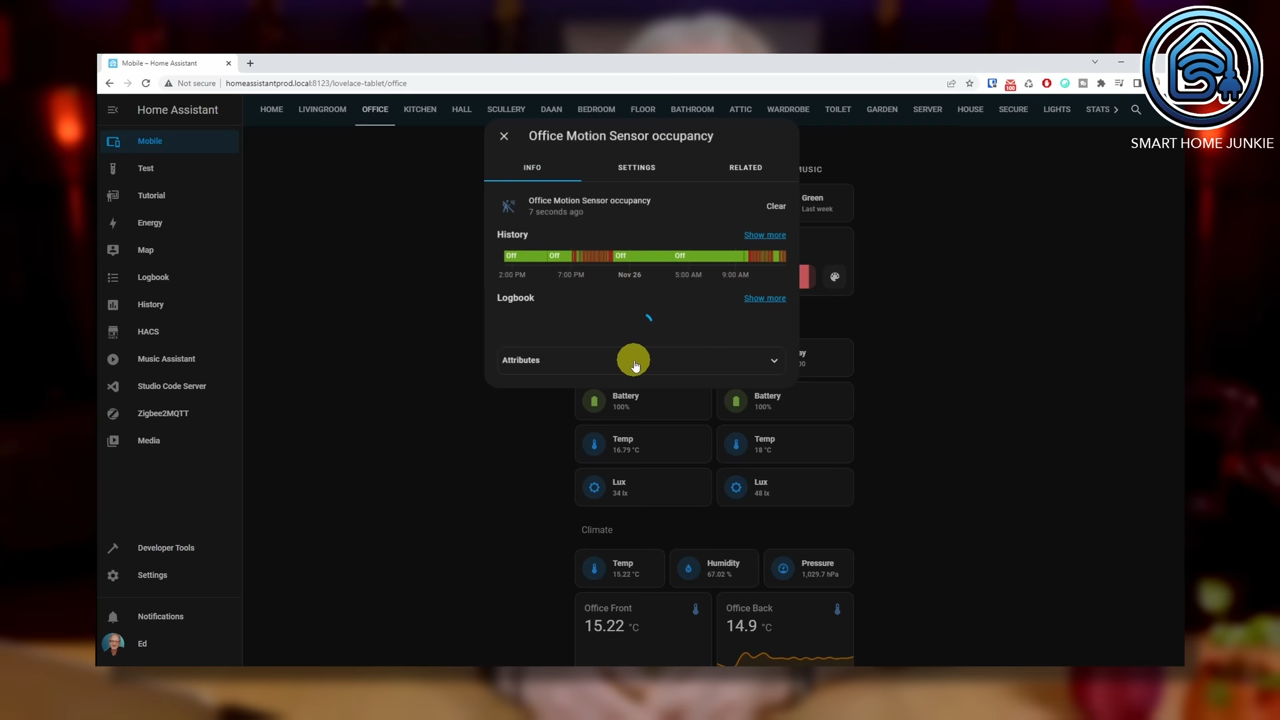 Mobile – Home Assistant
Not secure
homeassistantprod.local:8123/lovelace-tablet/office
100
Home Assistant
HOME
LIVINGROOM
OFFICE
KITCHEN
HALL
SCULLERY
DAAN
BEDROOM
FLOOR
BATHROOM
ATTIC
WARDROBE
TOILET
GARDEN
SERVER
HOUSE
SECURE
LIGHTS
STATS
SMART HOME JUNKIE
Mobile
Test
Tutorial
Energy
Map
Logbook
History
HACS
Music Assistant
Studio Code Server
Zigbee2MQTT
Media
Developer Tools
Settings
Notifications
Ed
Office Motion Sensor occupancy
INFO
SETTINGS
RELATED
Office Motion Sensor occupancy
7 seconds ago
Clear
History
Show more
Off
Off
Off
Off
2:00 PM
7:00 PM
Nov 26
5:00 AM
9:00 AM
Logbook
Show more
Attributes
Green
Last week
Battery
100%
Battery
100%
Temp
16.79 °C
Temp
18 °C
Lux
34 lx
Lux
48 lx
Climate
Temp
15.22 °C
Humidity
67.02 %
Pressure
1,029.7 hPa
Office Front
15.22 °C
Office Back
14.9 °C